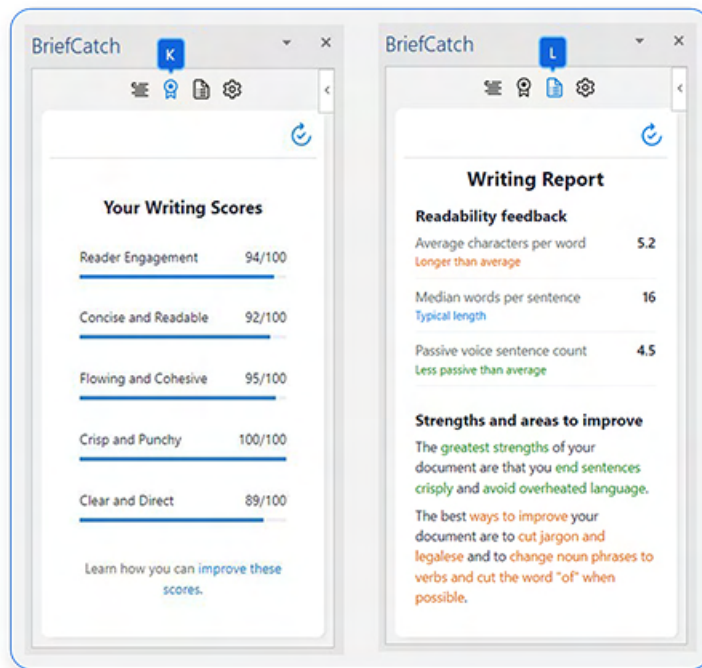 BriefCatch
K
Your Writing Scores
Reader Engagement 94/100
Concise and Readable 92/100
Flowing and Cohesive 95/100
Crisp and Punchy 100/100
Clear and Direct 89/100
Learn how you can improve these
scores.
BriefCatch
L
Writing Report
Readability feedback
Average characters per word 5.2
Longer than average
Median words per sentence 16
Typical length
Passive voice sentence count 4.5
Less passive than average
Strengths and areas to improve
The greatest strengths of your
document are that you end sentences
crisply and avoid overheated language.
The best ways to improve your
document are to cut jargon and
legalese and to change noun phrases to
verbs and cut the word "of" when
possible.